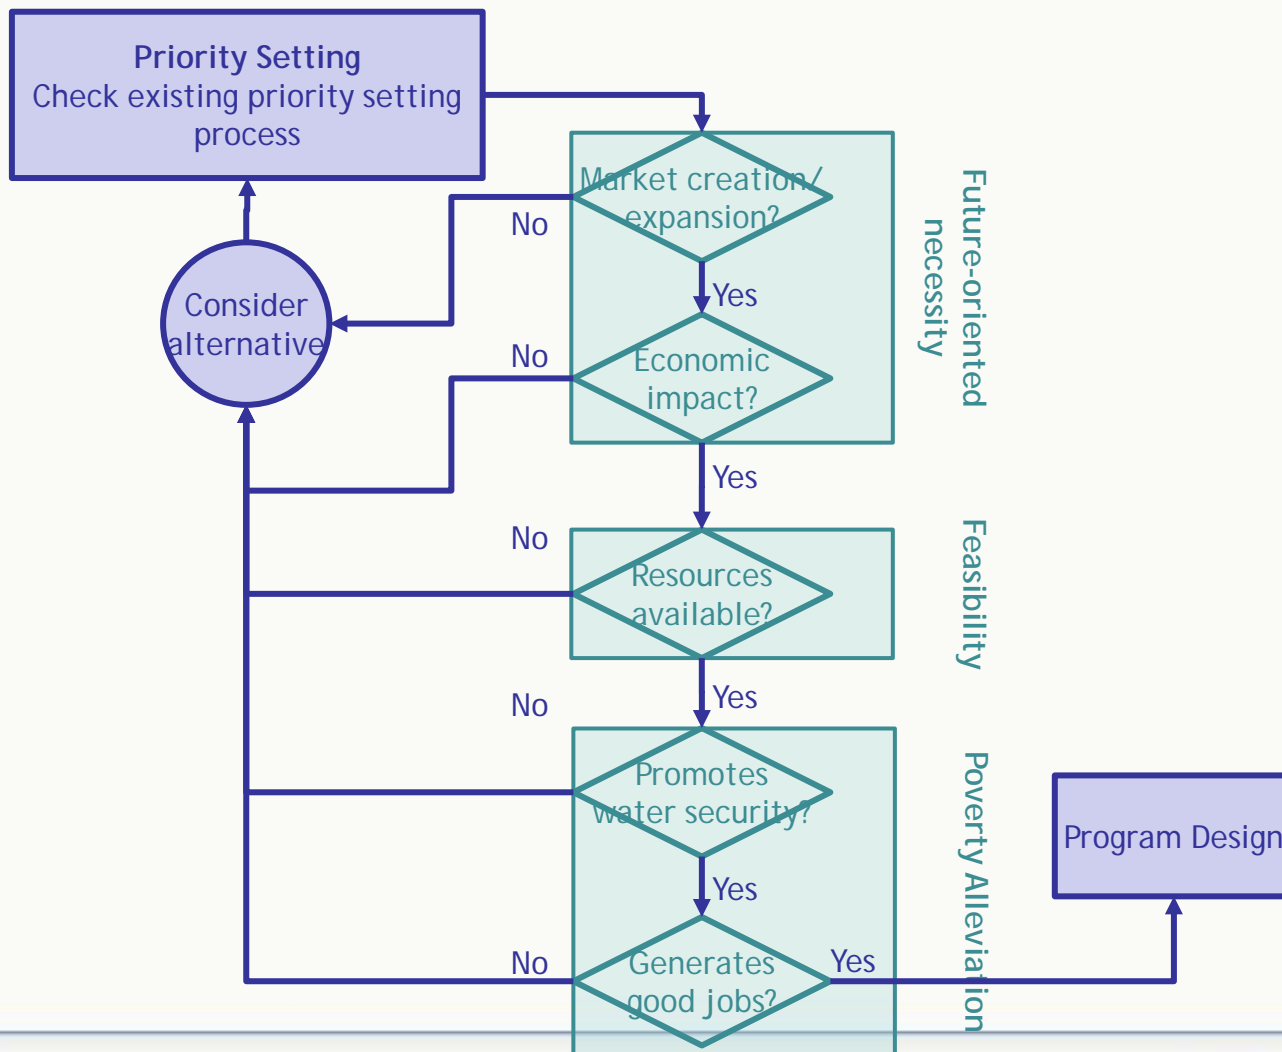 Priority Setting
Check existing priority setting
process
Market creation/
expansion?
No
Yes
Future-oriented
necessity
Consider
alternative
No
Economic
impact?
Yes
No
Resources
available?
Feasibility
Yes
No
Promotes
water security?
Poverty Alleviation
Program Design
Yes
No
Generates
good jobs?
Yes